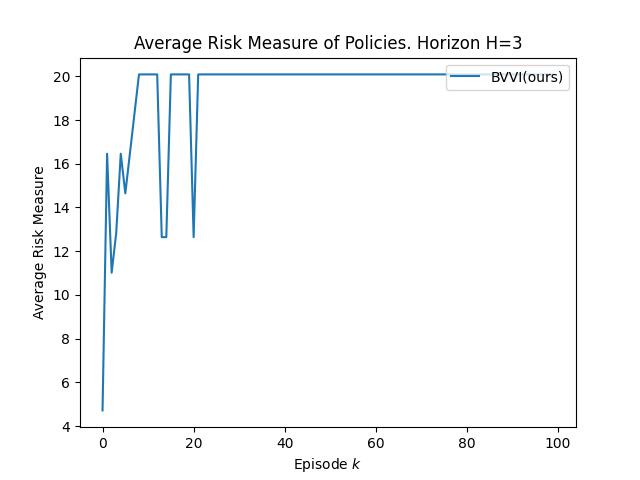 Average Risk Measure of Policies. Horizon H=3
BVVI(ours)
Average Risk Measure
20
18
16
14
12
10
8
6
4
0 20 40 60 80 100
Episode k